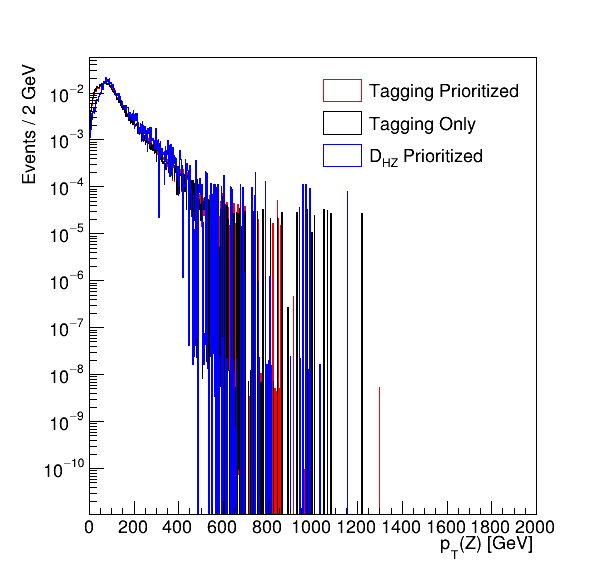 Events / 2 GeV
10⁻²
10⁻³
10⁻⁴
10⁻⁵
10⁻⁶
10⁻⁷
10⁻⁸
10⁻⁹
10⁻¹⁰
Tagging Prioritized
Tagging Only
D_HZ Prioritized
0 200 400 600 800 1000 1200 1400 1600 1800 2000
p_T(Z) [GeV]